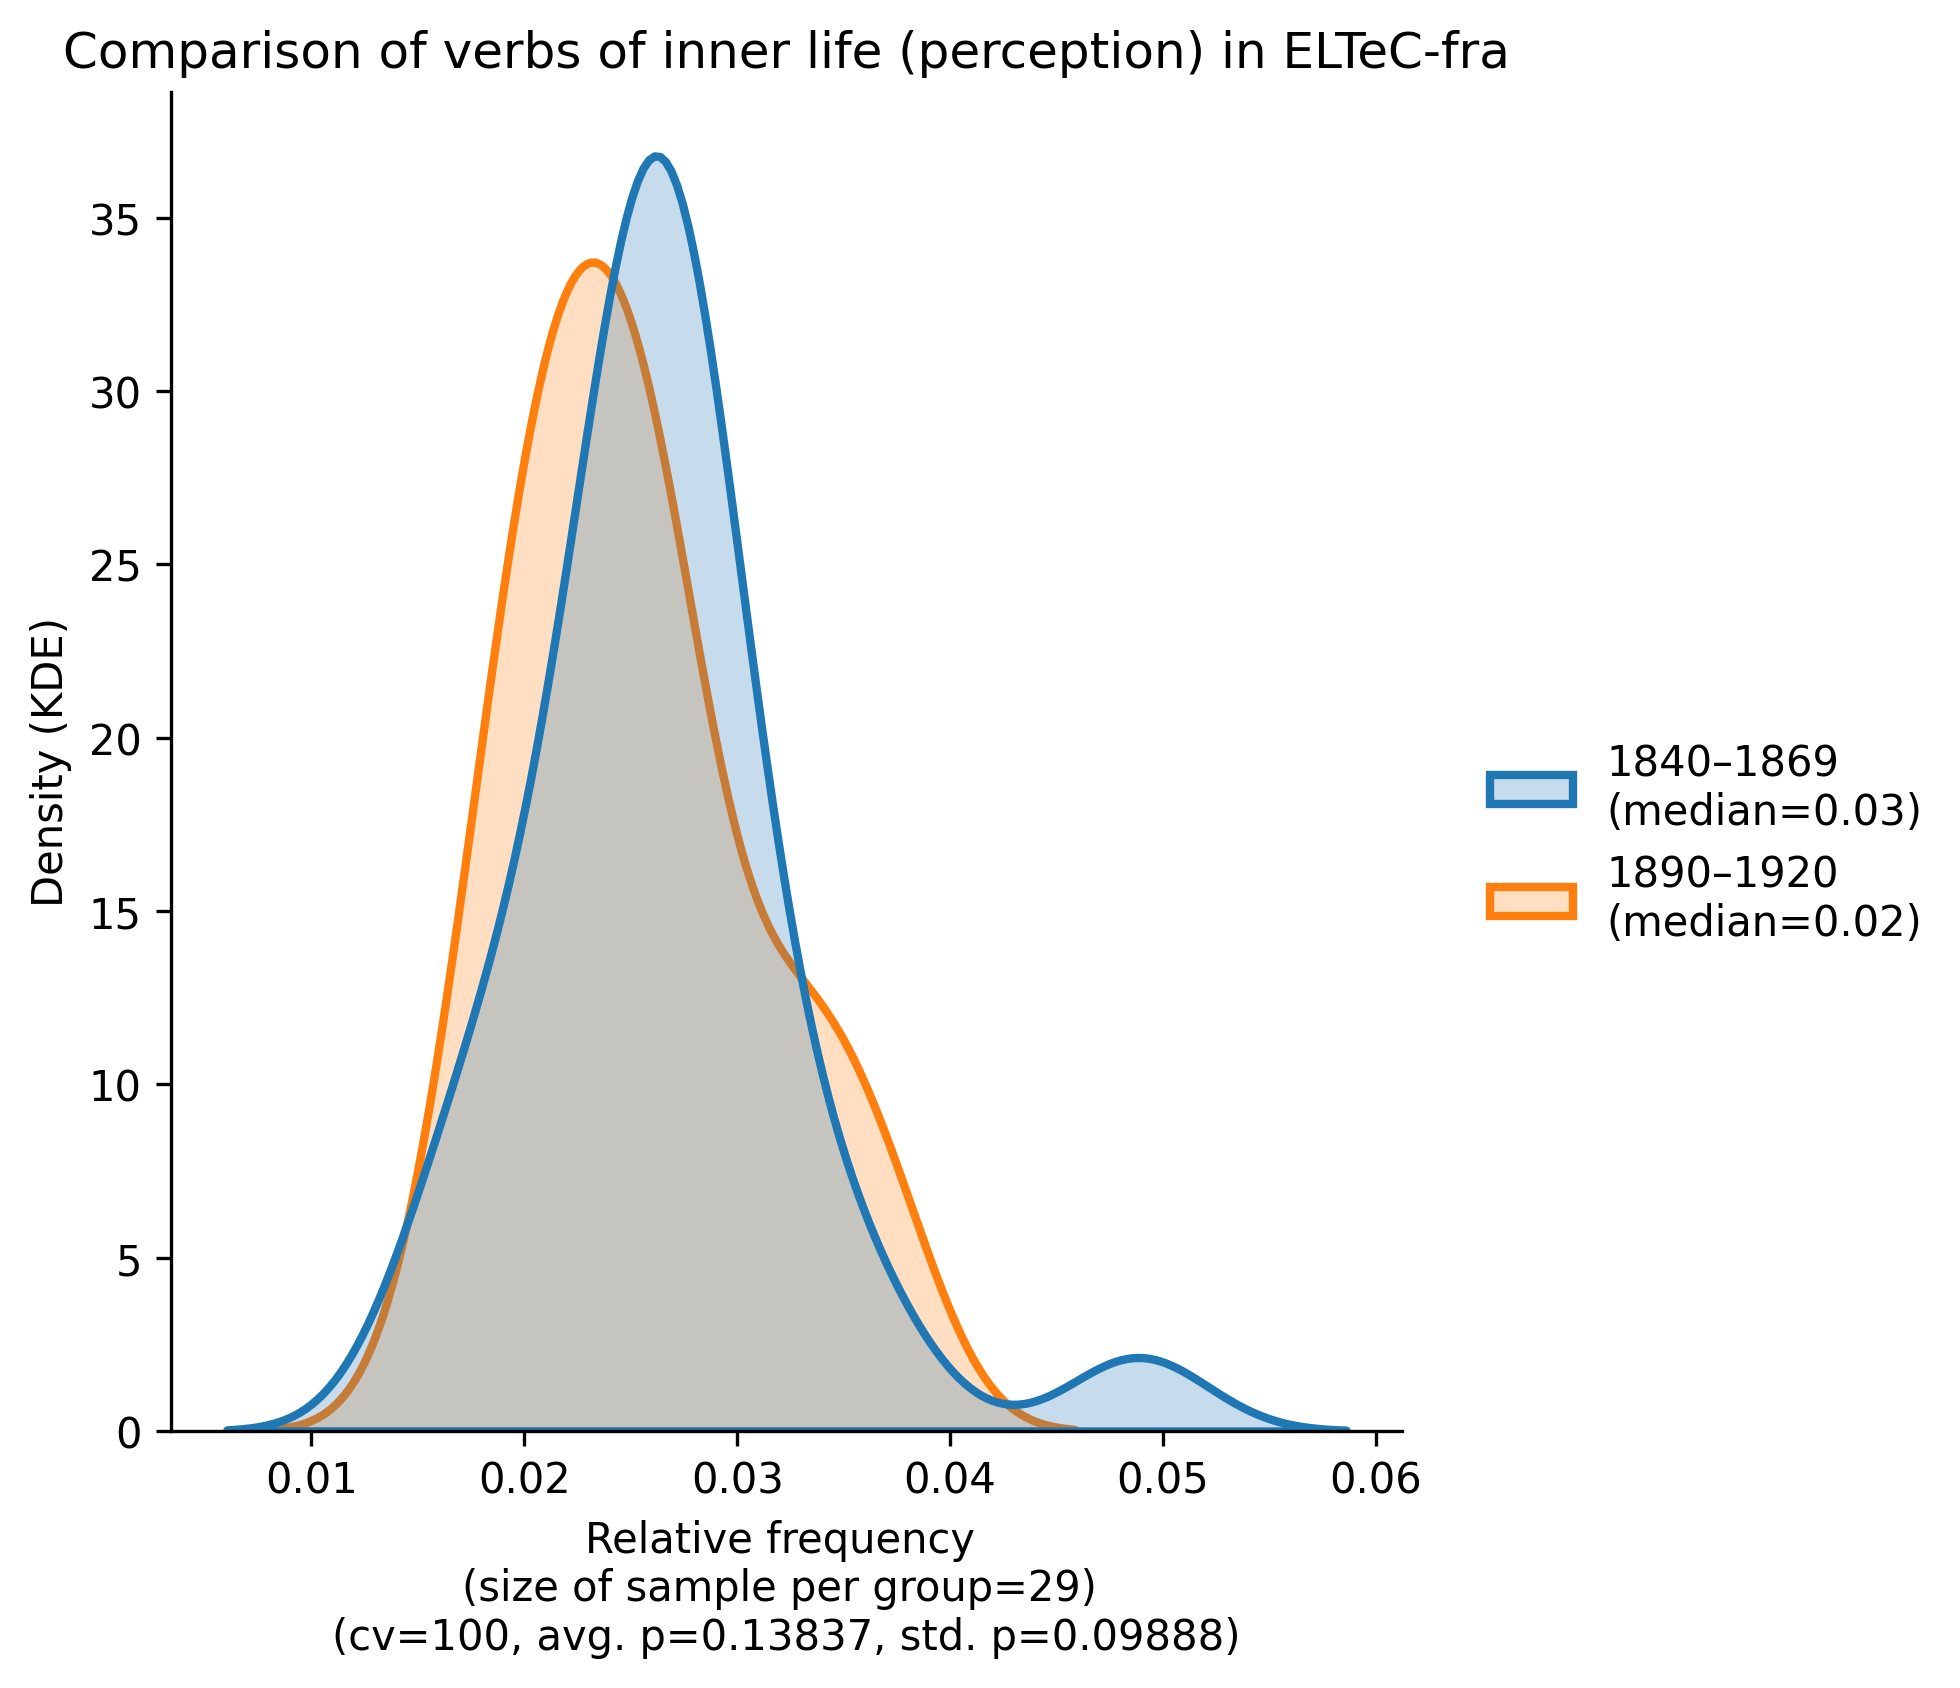 Comparison of verbs of inner life (perception) in ELTeC-fra
35
30
25
20
15
10
5
0
Density (KDE)
0.01 0.02 0.03 0.04 0.05 0.06
Relative frequency
(size of sample per group=29)
(cv=100, avg. p=0.13837, std. p=0.09888)
1840–1869
(median=0.03)
1890–1920
(median=0.02)